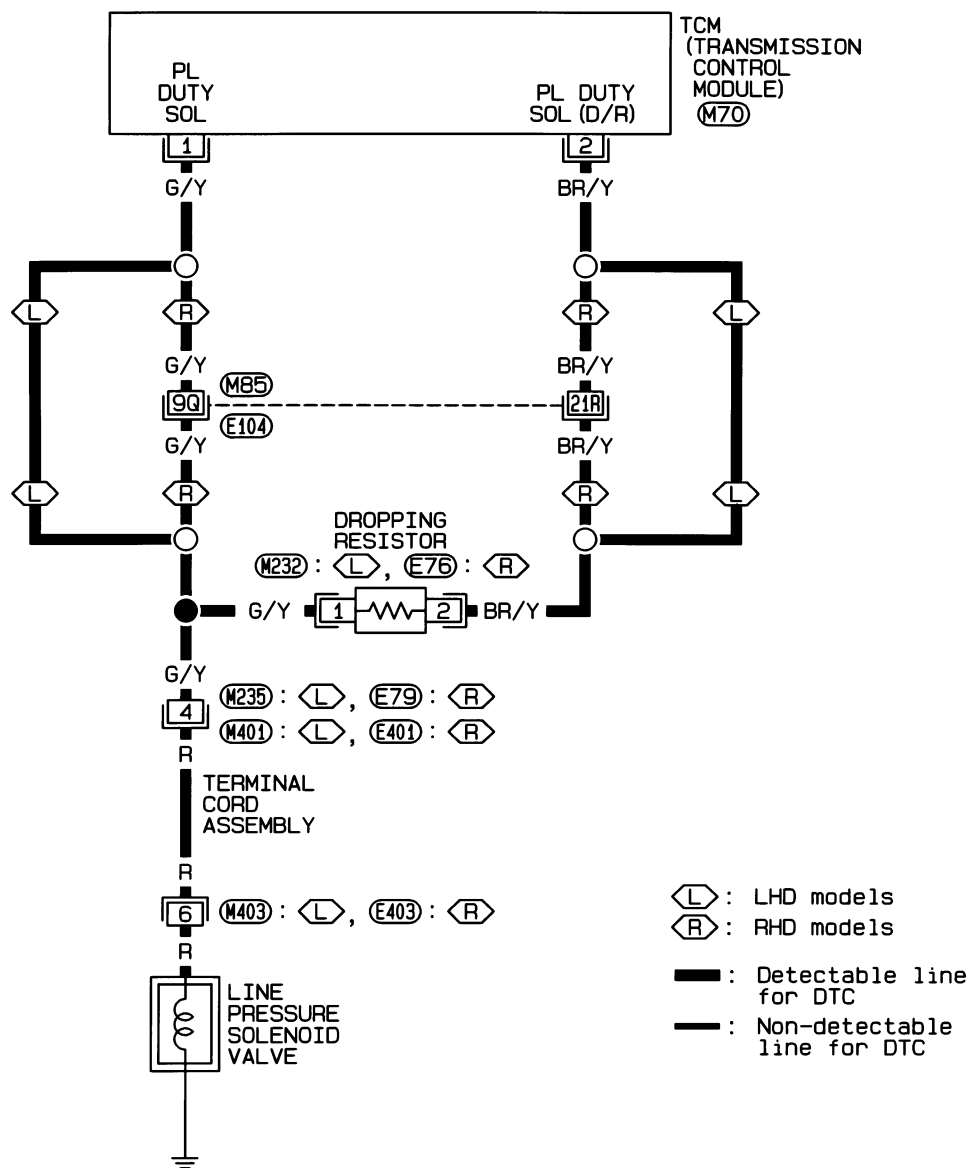 TCM
(TRANSMISSION
CONTROL
MODULE)
M70
PL
DUTY
SOL
PL DUTY
SOL (D/R)
1
2
G/Y
BR/Y
L
R
R
L
G/Y
BR/Y
M85
9Q
21R
E104
G/Y
BR/Y
L
R
R
L
DROPPING
RESISTOR
M232 : L , E76 : R
G/Y
1
2
BR/Y
G/Y
M235 : L , E79 : R
4
M401 : L , E401 : R
R
TERMINAL
CORD
ASSEMBLY
R
6
M403 : L , E403 : R
R
LINE
PRESSURE
SOLENOID
VALVE
L : LHD models
R : RHD models
: Detectable line
for DTC
: Non-detectable
line for DTC